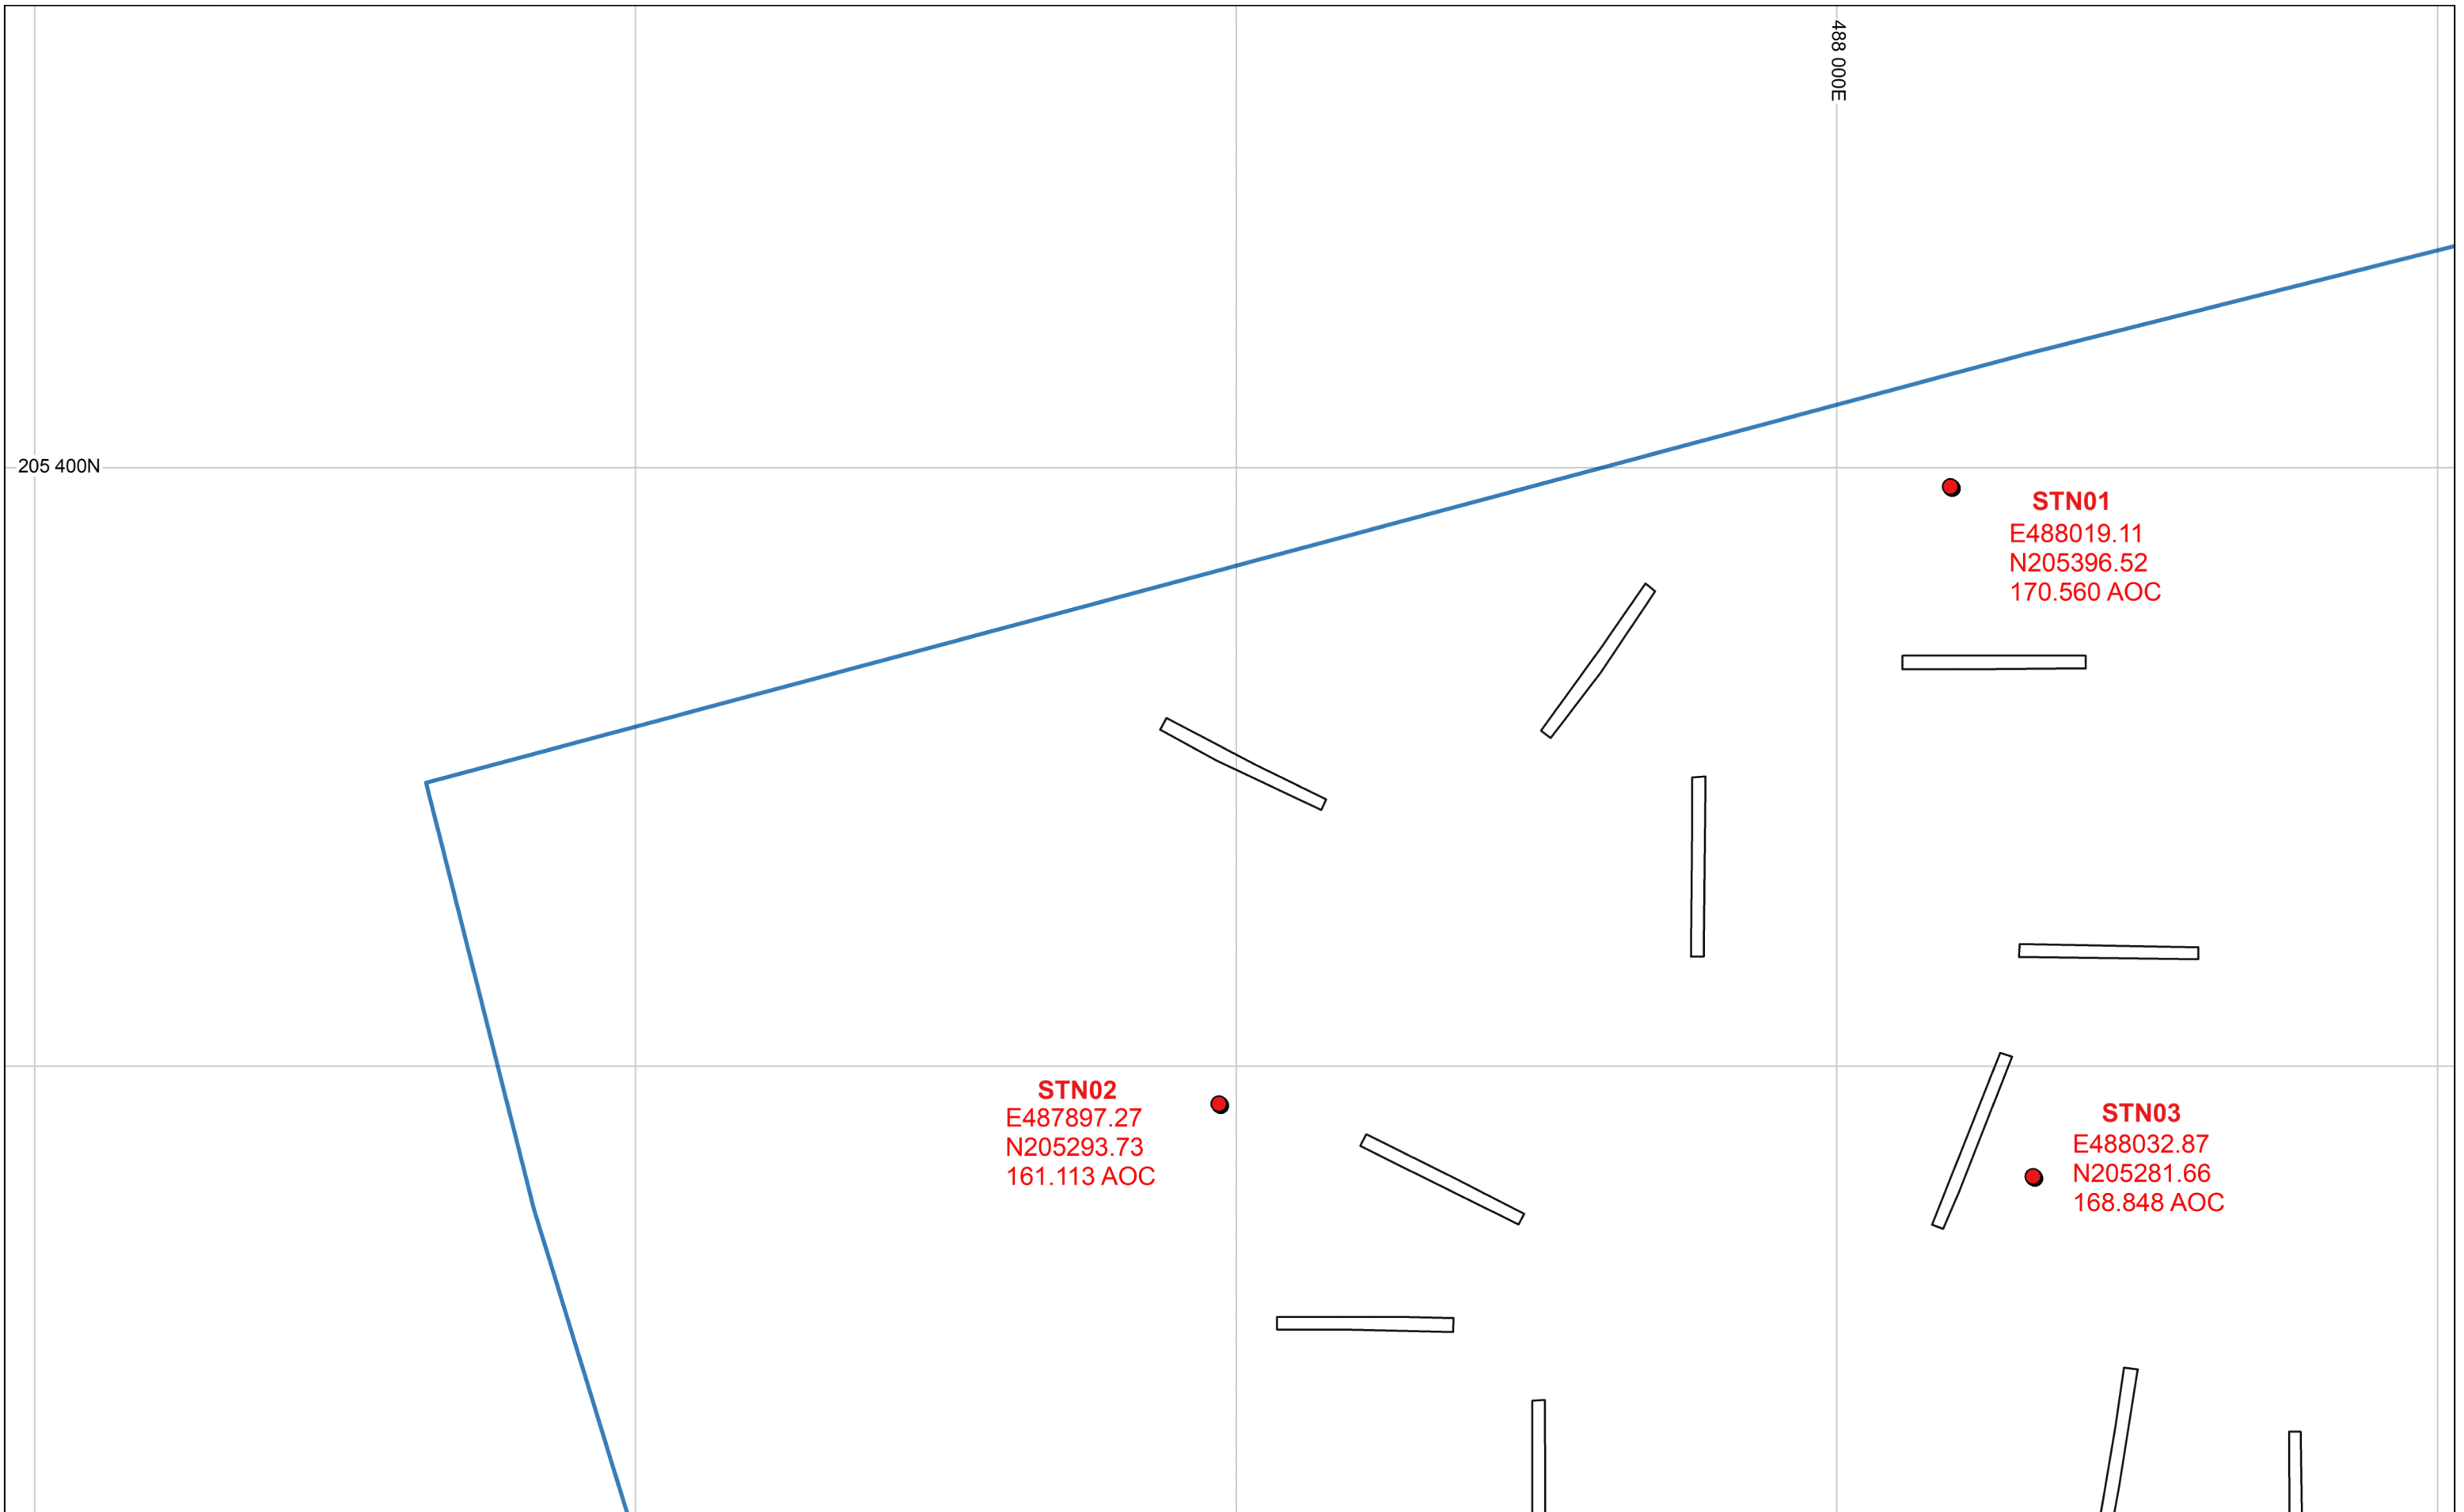 488 000E
205 400N
STN01
E488019.11
N205396.52
170.560 AOC
STN02
E487897.27
N205293.73
161.113 AOC
STN03
E488032.87
N205281.66
168.848 AOC